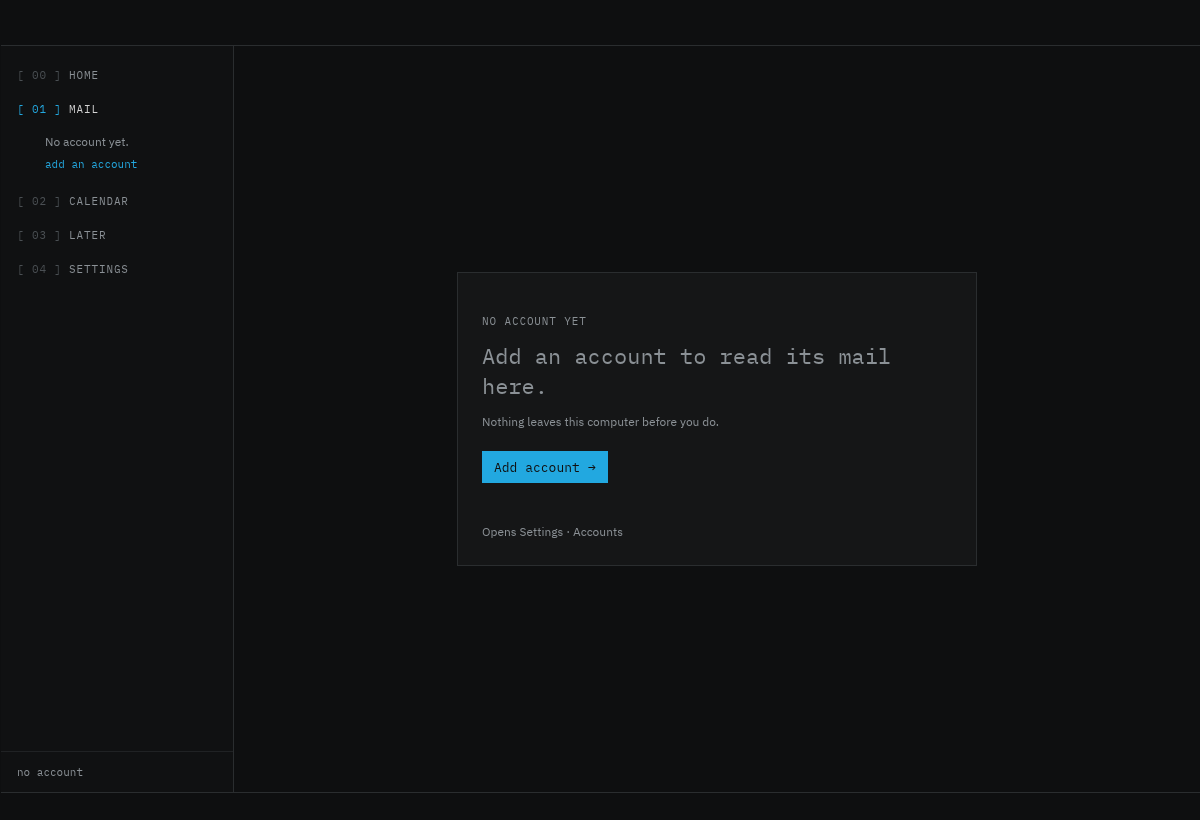 [ 00 ] HOME
[ 01 ] MAIL
No account yet.
add an account
[ 02 ] CALENDAR
[ 03 ] LATER
[ 04 ] SETTINGS
NO ACCOUNT YET
Add an account to read its mail
here.
Nothing leaves this computer before you do.
Add account →
Opens Settings · Accounts
no account